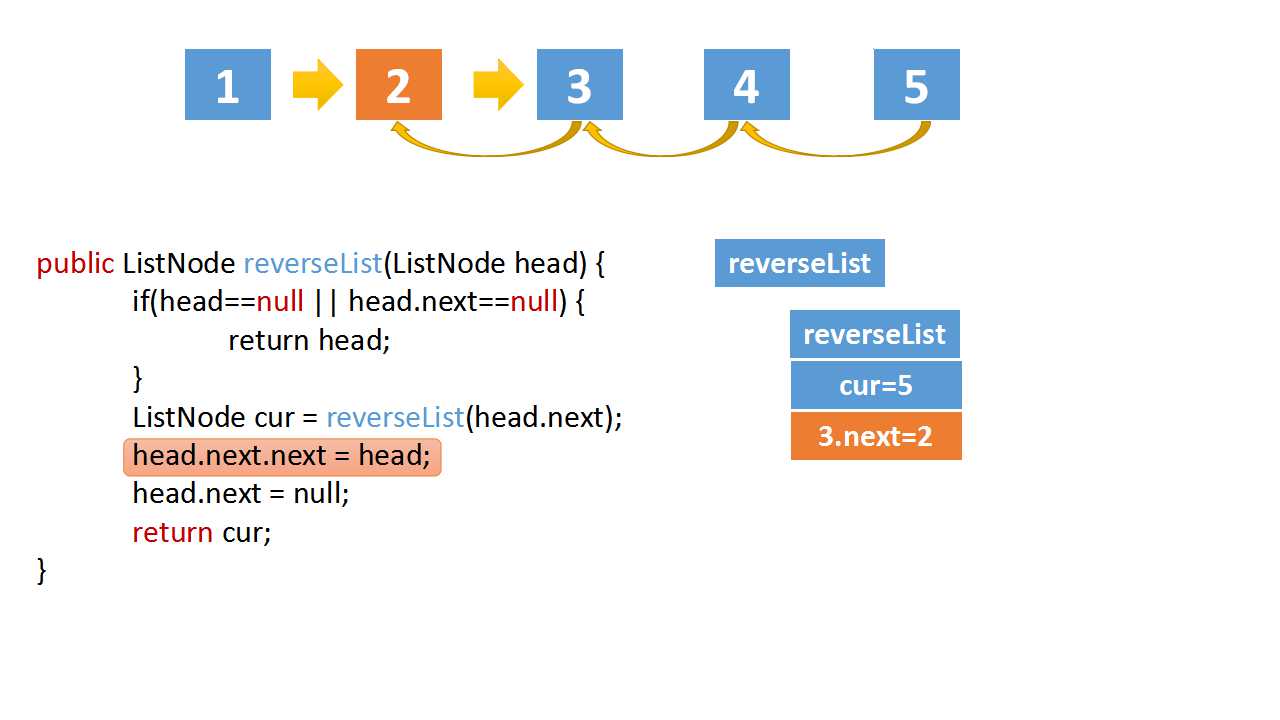 1 2 3 4 5
public ListNode reverseList(ListNode head) {
if(head==null || head.next==null) {
return head;
}
ListNode cur = reverseList(head.next);
head.next.next = head;
head.next = null;
return cur;
}
reverseList
reverseList
cur=5
3.next=2